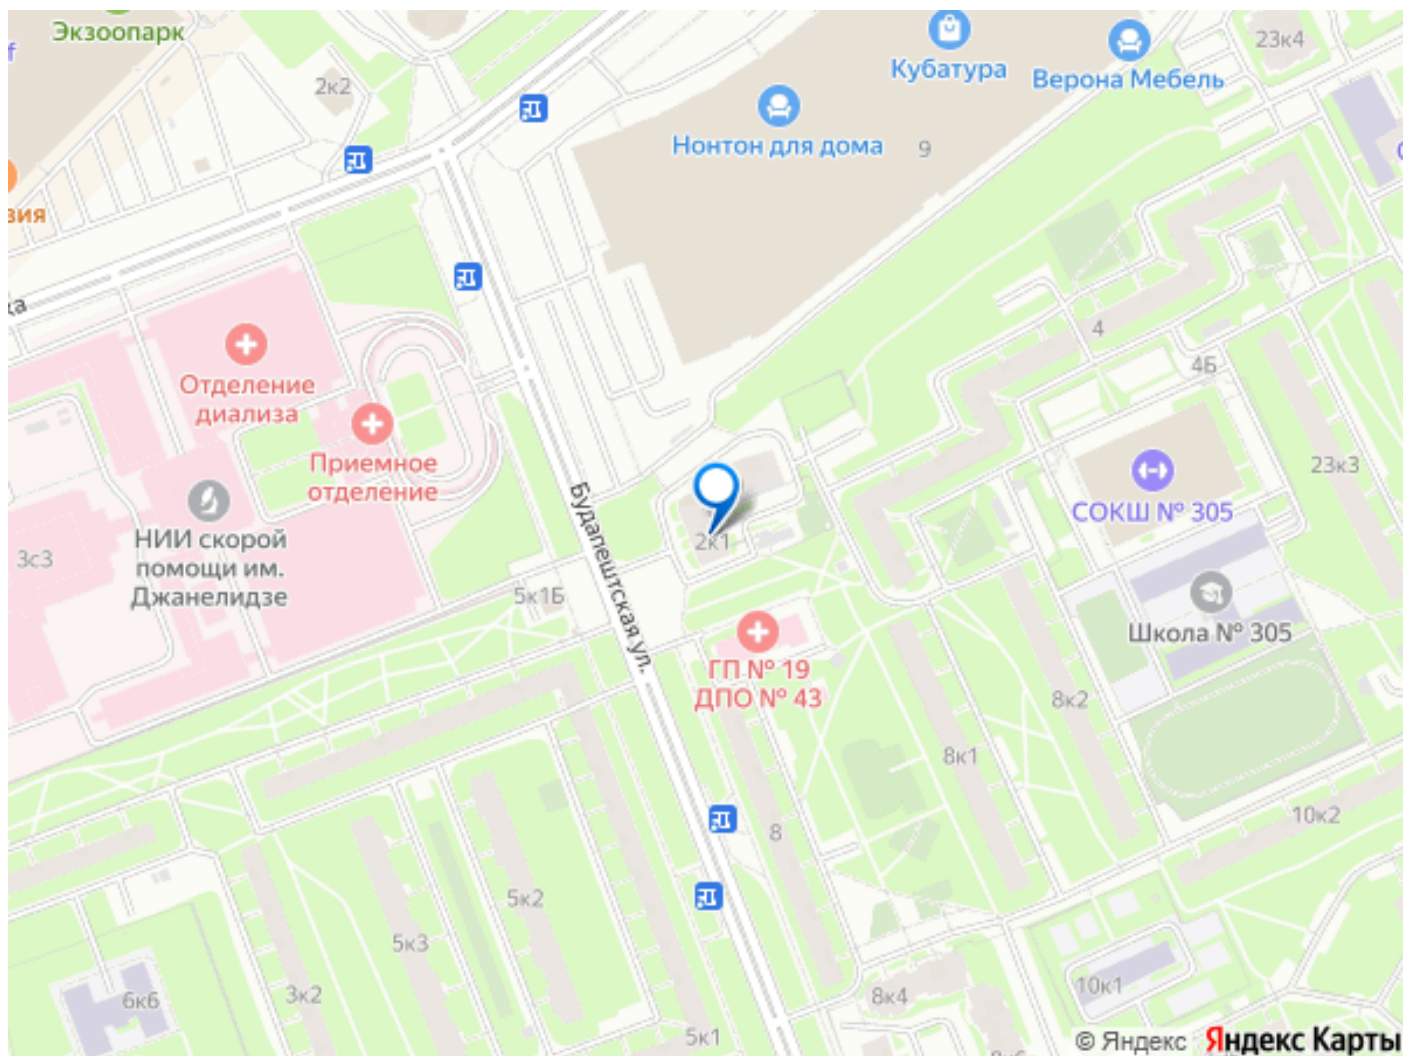 Экзоопарк
2к2
Кубатура
Верона Мебель
23к4
Нонтон для дома
9
зия
ка
4
4Б
Отделение
диализа
Приемное
отделение
НИИ скорой
помощи им.
Джанелидзе
3с3
Будапештская ул.
2к1
5к1Б
СОКШ № 305
23к3
Школа № 305
ГП № 19
ДПО № 43
8к2
8к1
8
10к2
5к2
5к3
3к2
6к6
5к1
8к4
10к1
© Яндекс Яндекс Карты